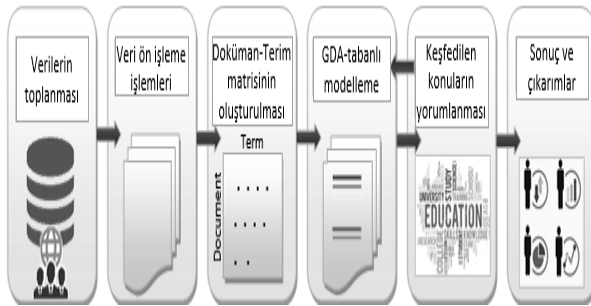 Verilerin
toplanması
Veri ön işleme
işlemleri
Doküman-Terim
matrisinin
oluşturulması
Term
Document
GDA-tabanlı
modelleme
Keşfedilen
konuların
yorumlanması
UNIVERSITY
STUDY
EDUCATION
Sonuç ve
çıkarımlar